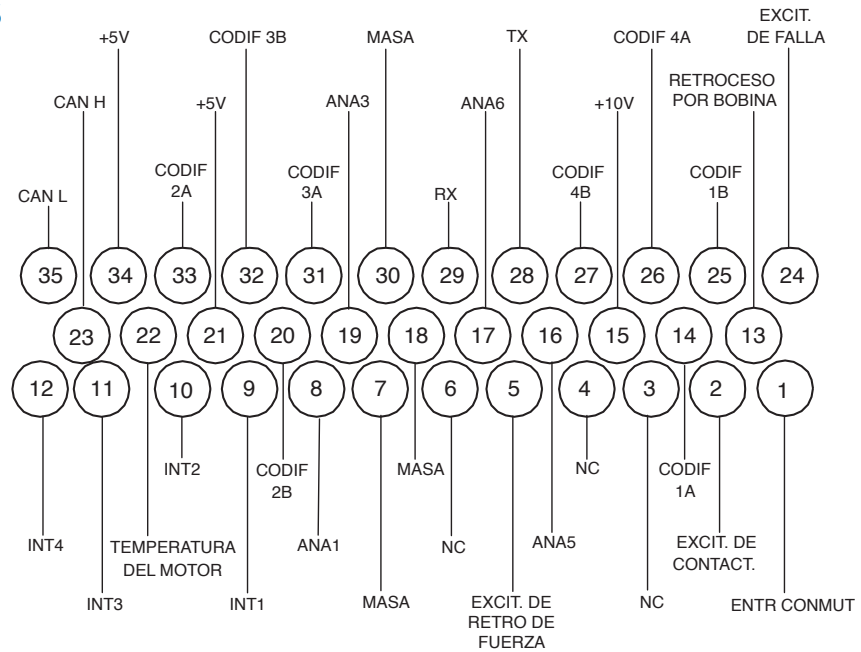 EXCIT.
DE FALLA
+5V
CODIF 3B
MASA
TX
CODIF 4A
RETROCESO
POR BOBINA
CAN H
+5V
ANA3
ANA6
+10V
CODIF
2A
CODIF
3A
CODIF
4B
CODIF
1B
CAN L
RX
35 34 33 32 31 30 29 28 27 26 25 24
23 22 21 20 19 18 17 16 15 14 13
12 11 10 9 8 7 6 5 4 3 2 1
INT2
CODIF
2B
MASA
NC
CODIF
1A
INT4
TEMPERATURA
DEL MOTOR
ANA1
NC
ANA5
EXCIT. DE
CONTACT.
INT3
INT1
MASA
EXCIT. DE
RETRO DE
FUERZA
NC
ENTR CONMUT